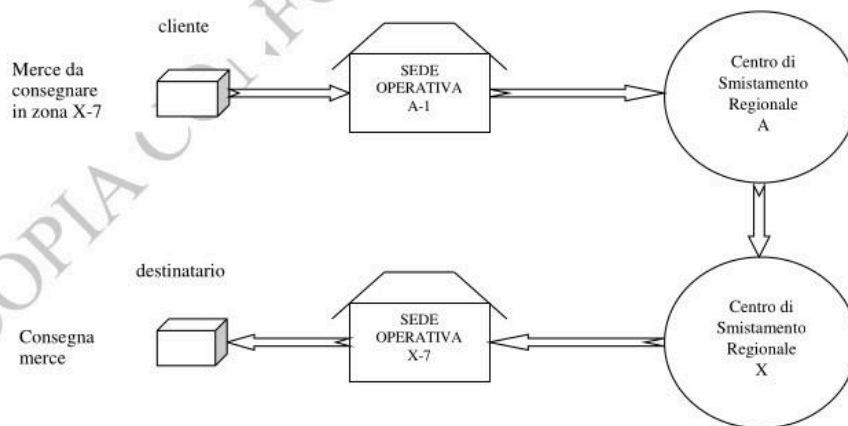 cliente
Merce da
consegnare
in zona X-7
SEDE
OPERATIVA
A-1
Centro di
Smistamento
Regionale
A
destinatario
Consegna
merce
SEDE
OPERATIVA
X-7
Centro di
Smistamento
Regionale
X